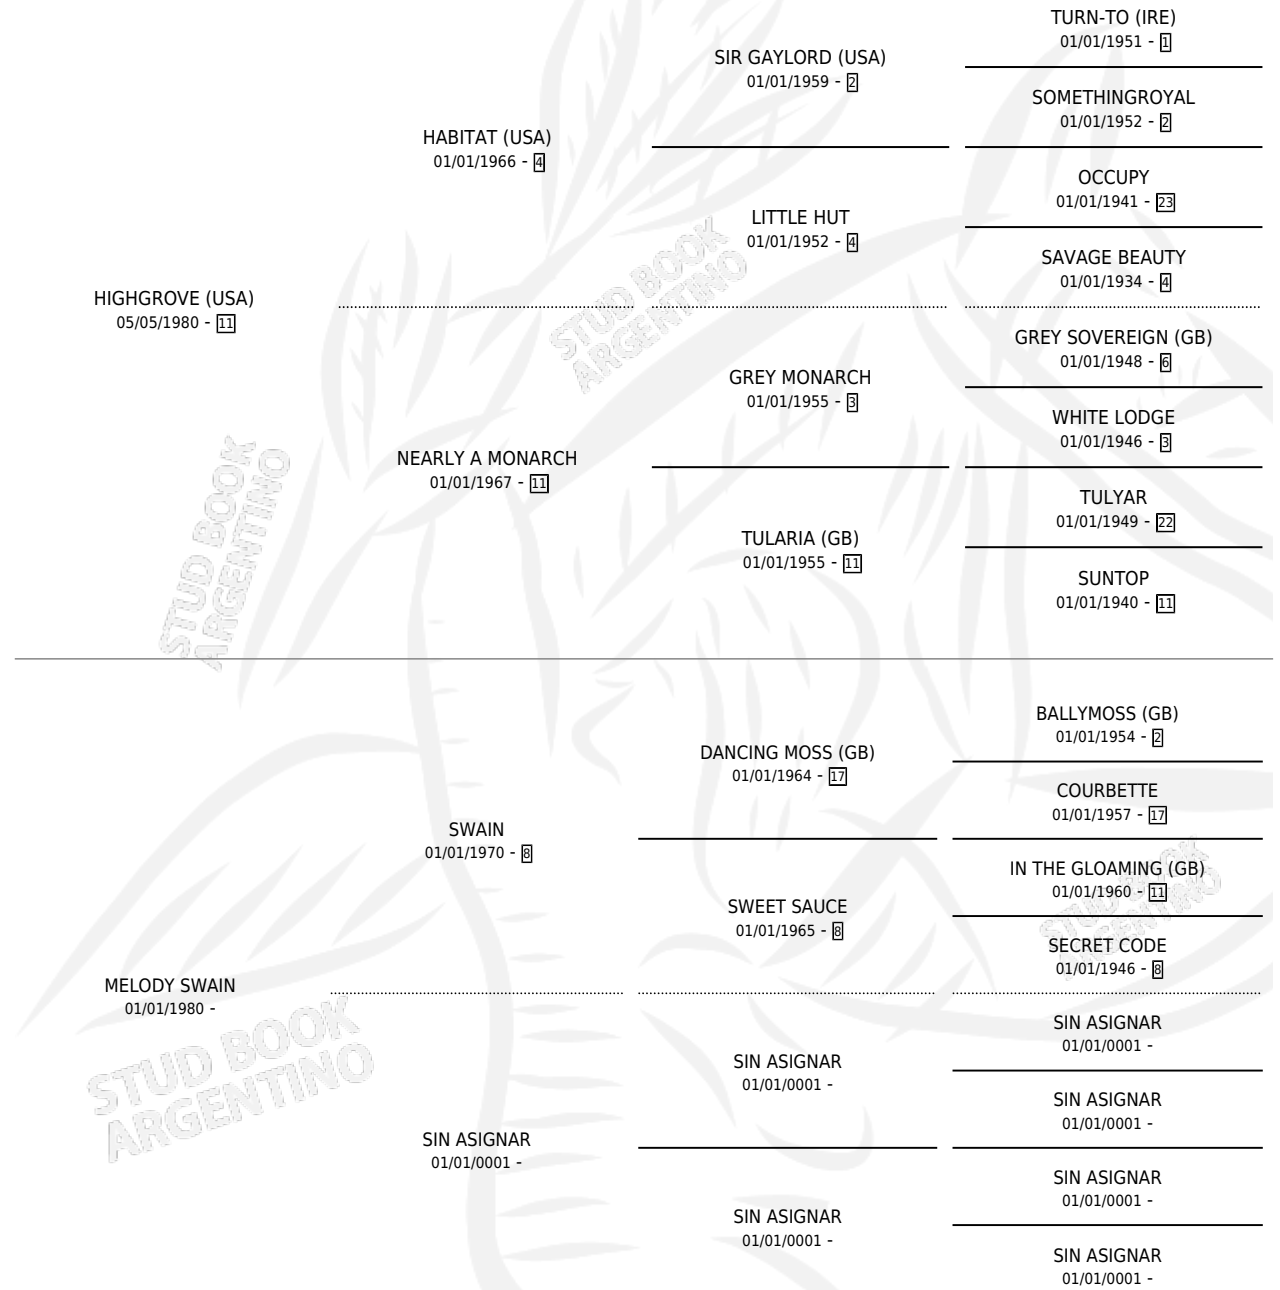 TURN-TO (IRE)
01/01/1951 - 1
SIR GAYLORD (USA)
01/01/1959 - 2
SOMETHINGROYAL
01/01/1952 - 2
HABITAT (USA)
01/01/1966 - 4
OCCUPY
01/01/1941 - 23
LITTLE HUT
01/01/1952 - 4
SAVAGE BEAUTY
01/01/1934 - 4
HIGHGROVE (USA)
05/05/1980 - 11
GREY SOVEREIGN (GB)
01/01/1948 - 6
GREY MONARCH
01/01/1955 - 3
WHITE LODGE
01/01/1946 - 3
NEARLY A MONARCH
01/01/1967 - 11
TULYAR
01/01/1949 - 22
TULARIA (GB)
01/01/1955 - 11
SUNTOP
01/01/1940 - 11
BALLYMOSS (GB)
01/01/1954 - 2
DANCING MOSS (GB)
01/01/1964 - 17
COURBETTE
01/01/1957 - 17
SWAIN
01/01/1970 - 8
IN THE GLOAMING (GB)
01/01/1960 - 11
SWEET SAUCE
01/01/1965 - 8
SECRET CODE
01/01/1946 - 8
MELODY SWAIN
01/01/1980 -
SIN ASIGNAR
01/01/0001 -
SIN ASIGNAR
01/01/0001 -
SIN ASIGNAR
01/01/0001 -
SIN ASIGNAR
01/01/0001 -
SIN ASIGNAR
01/01/0001 -
SIN ASIGNAR
01/01/0001 -
SIN ASIGNAR
01/01/0001 -
STUD BOOK
ARGENTINO
STUD BOOK
ARGENTINO
STUD BOOK
ARGENTINO
STUD BOOK
ARGENTINO